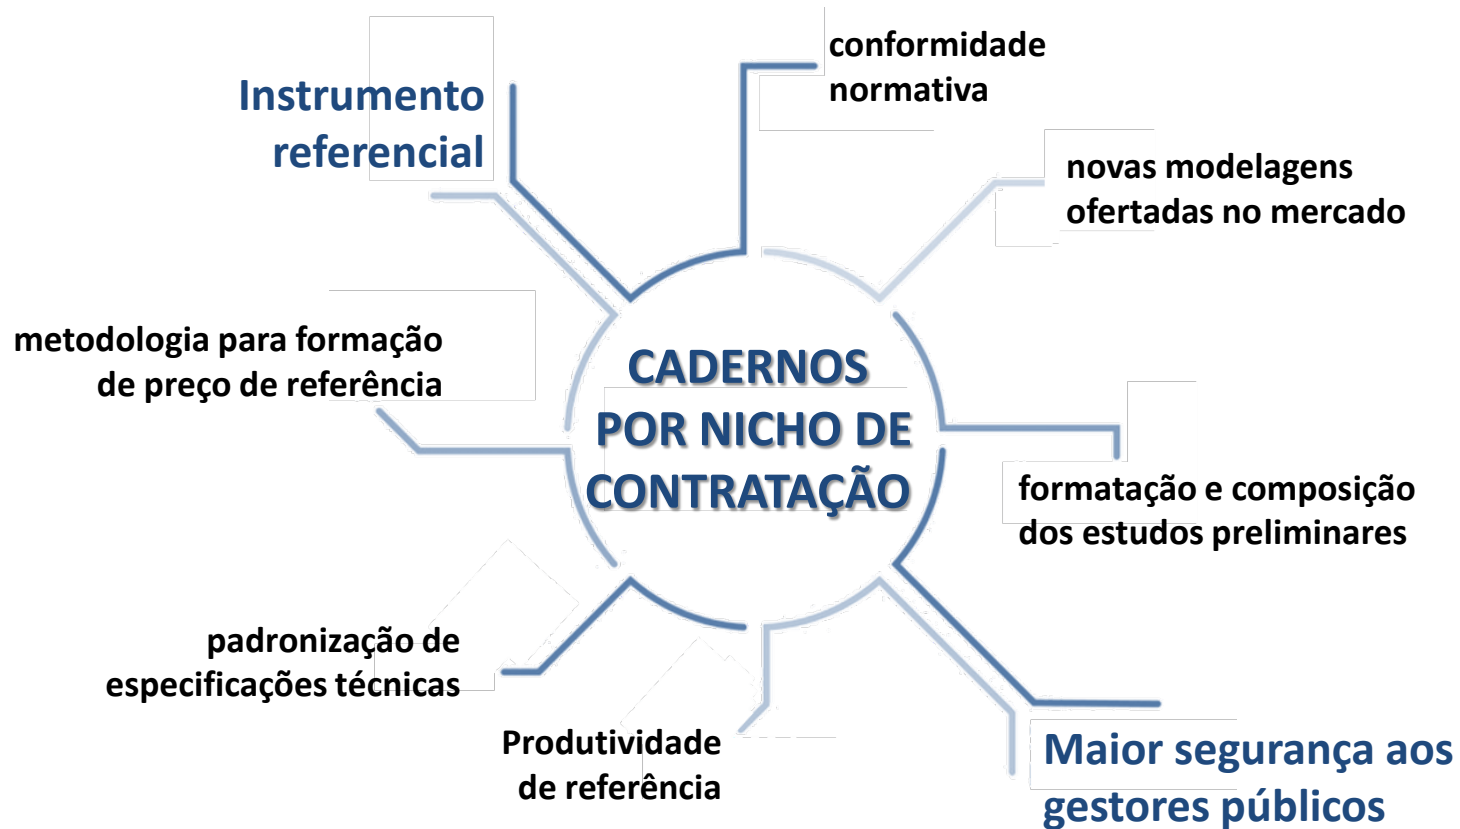 conformidade
normativa
Instrumento
referencial
novas modelagens
ofertadas no mercado
metodologia para formação
de preço de referência
CADERNOS
POR NICHO DE
CONTRATAÇÃO
formatação e composição
dos estudos preliminares
padronização de
especificações técnicas
Produtividade
de referência
Maior segurança aos
gestores públicos